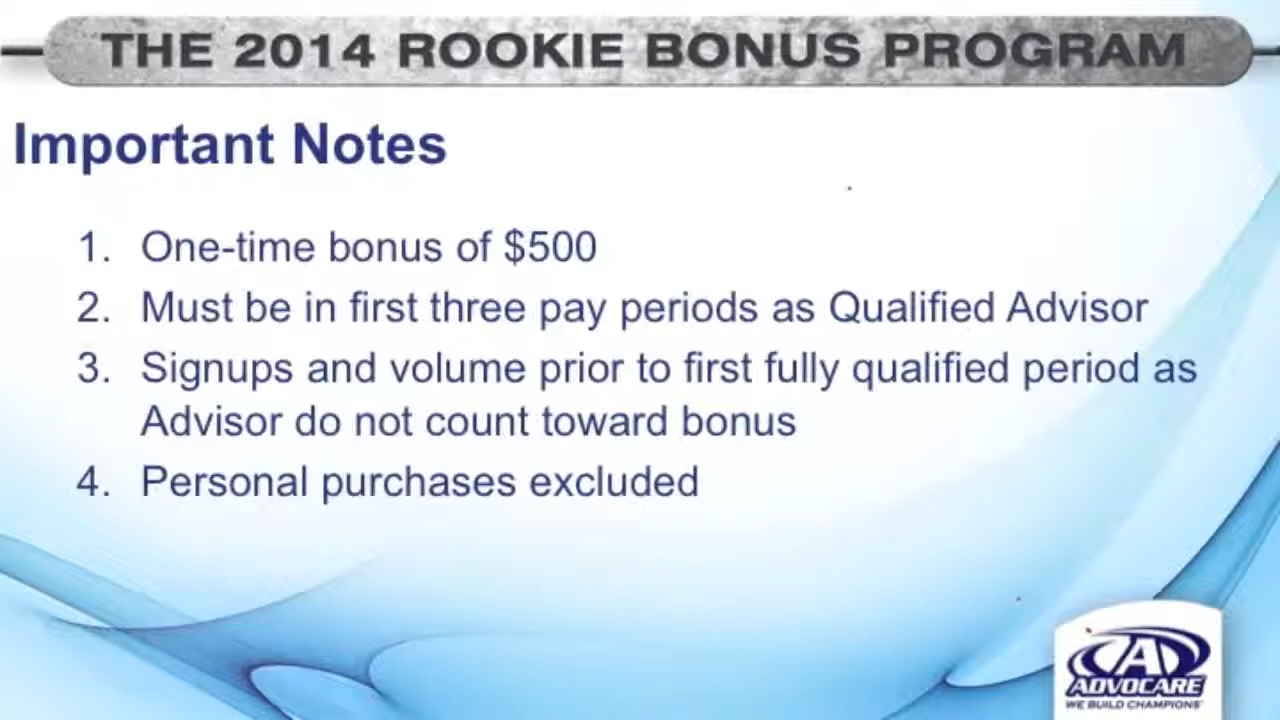 THE 2014 ROOKIE BONUS PROGRAM
Important Notes
1. One-time bonus of $500
2. Must be in first three pay periods as Qualified Advisor
3. Signups and volume prior to first fully qualified period as
Advisor do not count toward bonus
4. Personal purchases excluded
A
ADVOCARE
WE BUILD CHAMPIONS